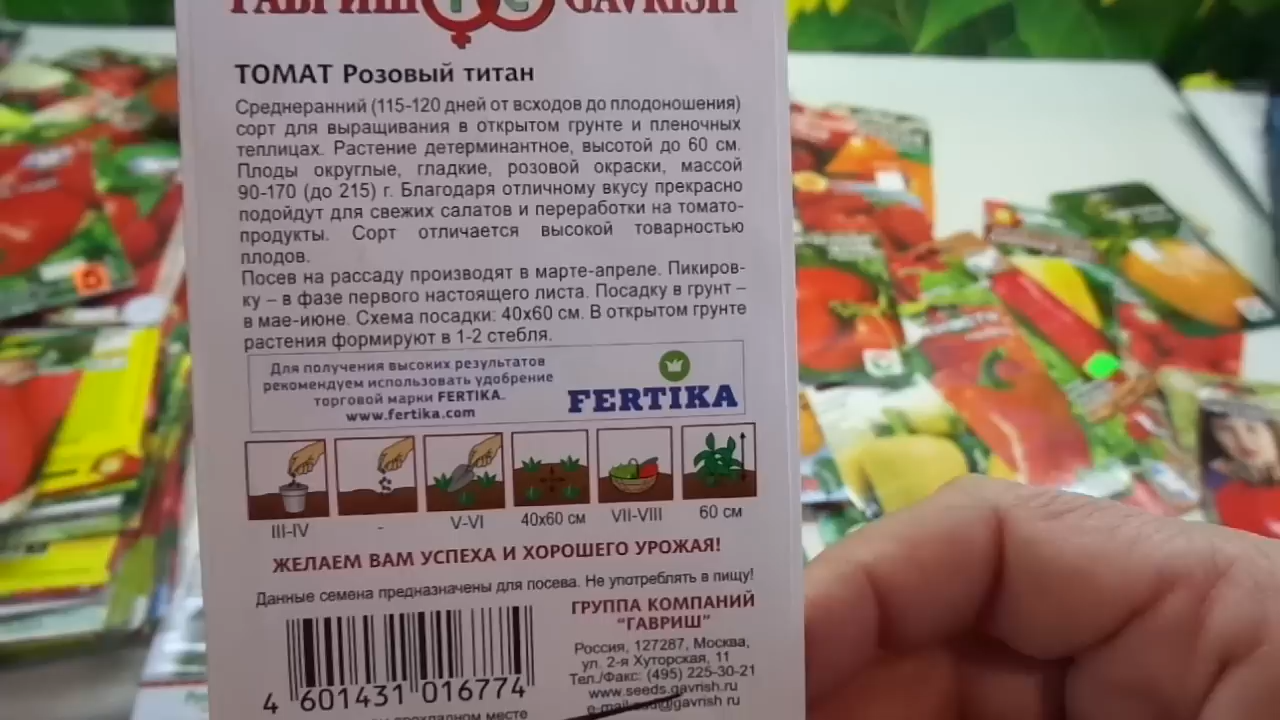 ГАВРИШ ГС GAVRISH
ТОМАТ Розовый титан
Среднеранний (115-120 дней от всходов до плодоношения)
сорт для выращивания в открытом грунте и пленочных
теплицах. Растение детерминантное, высотой до 60 см.
Плоды округлые, гладкие, розовой окраски, массой
90-170 (до 215) г. Благодаря отличному вкусу прекрасно
подойдут для свежих салатов и переработки на томато-
продукты. Сорт отличается высокой товарностью
плодов.
Посев на рассаду производят в марте-апреле. Пикиров-
ку – в фазе первого настоящего листа. Посадку в грунт –
в мае-июне. Схема посадки: 40х60 см. В открытом грунте
растения формируют в 1-2 стебля.
Для получения высоких результатов
рекомендуем использовать удобрение
торговой марки FERTIKA.
www.fertika.com
FERTIKA
III-IV - V-VI 40х60 см VII-VIII 60 см
ЖЕЛАЕМ ВАМ УСПЕХА И ХОРОШЕГО УРОЖАЯ!
Данные семена предназначены для посева. Не употреблять в пищу!
4 601431 016774
ГРУППА КОМПАНИЙ
"ГАВРИШ"
Россия, 127287, Москва,
ул. 2-я Хуторская, 11
Тел./Факс: (495) 225-30-21
www.seeds.gavrish.ru
прохладном месте